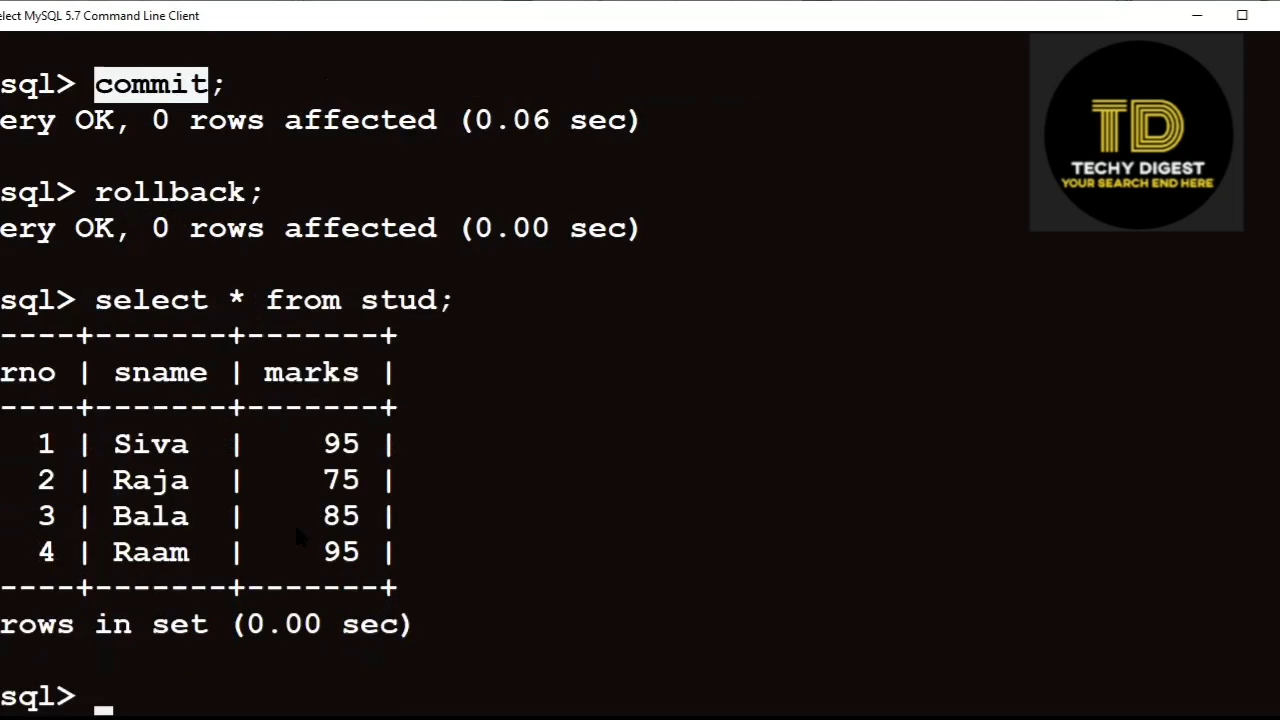 elect MySQL 5.7 Command Line Client
sql> commit;
ery OK, 0 rows affected (0.06 sec)
TD
TECHY DIGEST
YOUR SEARCH END HERE
sql> rollback;
ery OK, 0 rows affected (0.00 sec)
sql> select * from stud;
----+-------+-------+
rno | sname | marks |
----+-------+-------+
1 | Siva | 95 |
2 | Raja | 75 |
3 | Bala | 85 |
4 | Raam | 95 |
----+-------+-------+
rows in set (0.00 sec)
sql>